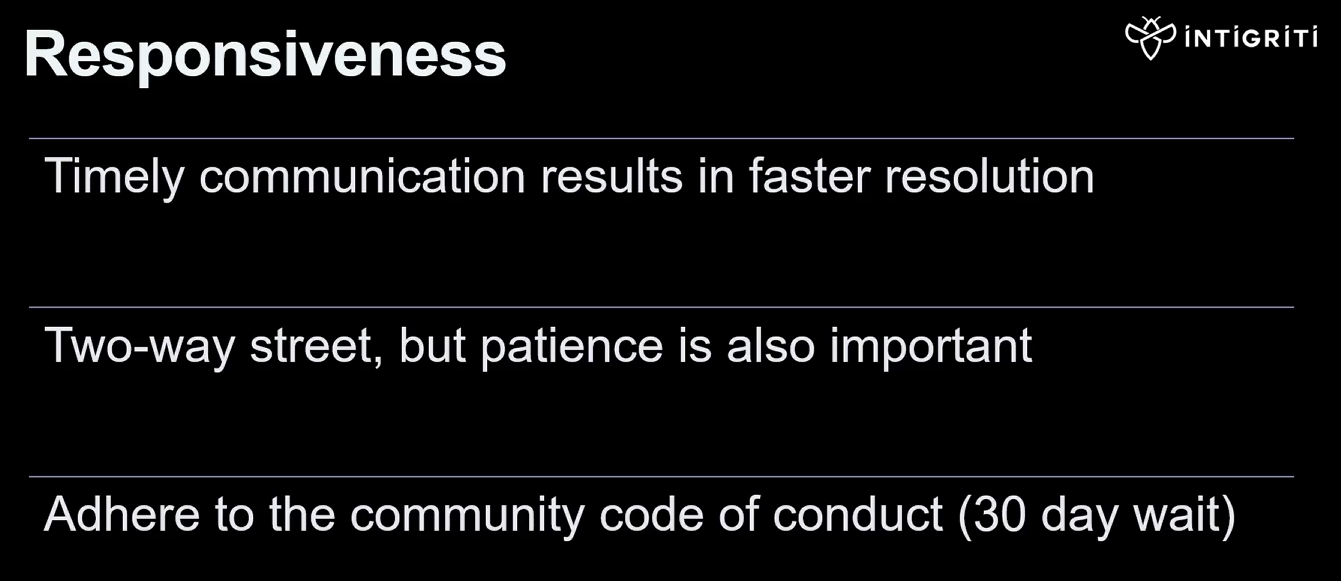 Responsiveness
INTIGRITI
Timely communication results in faster resolution
Two-way street, but patience is also important
Adhere to the community code of conduct (30 day wait)